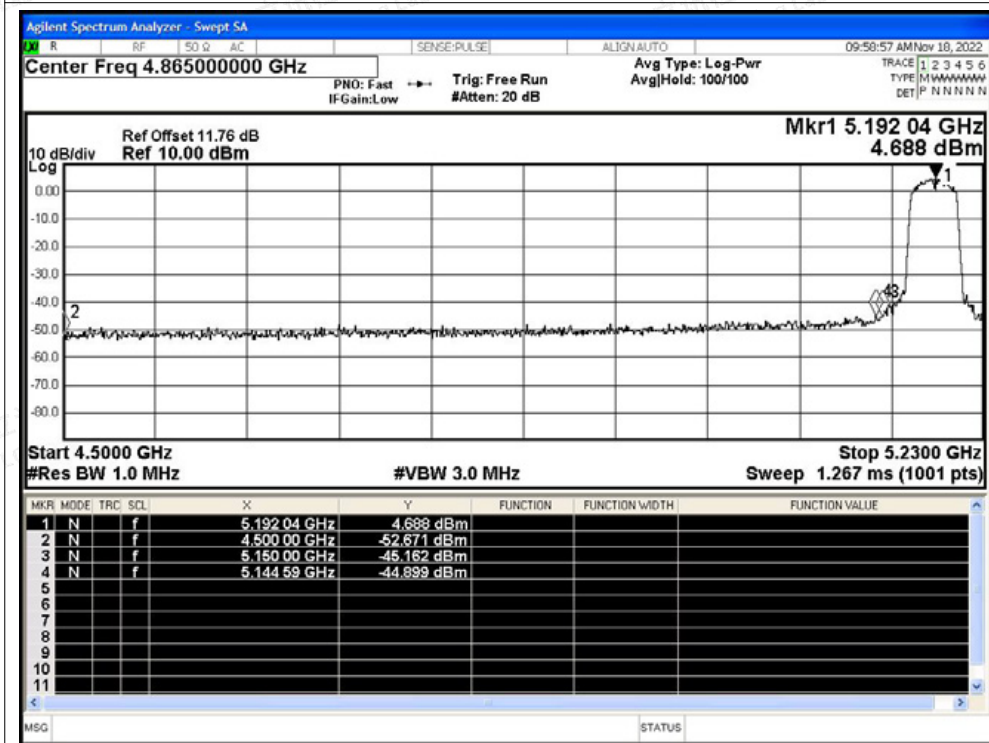 Agilent Spectrum Analyzer - Swept SA
R RF 50 Ω AC SENSE:PULSE ALIGN AUTO 09:58:57 AM Nov 18, 2022
Center Freq 4.865000000 GHz Avg Type: Log-Pwr TRACE 1 2 3 4 5 6
PNO: Fast Trig: Free Run Avg|Hold: 100/100 TYPE M WWWWW
IFGain:Low #Atten: 20 dB DET P N N N N N
Mkr1 5.192 04 GHz
Ref Offset 11.76 dB
10 dB/div Ref 10.00 dBm 4.688 dBm
Log
1
0.00
-10.0
-20.0
-30.0
-40.0
43
2
-50.0
-60.0
-70.0
-80.0
Start 4.5000 GHz Stop 5.2300 GHz
#Res BW 1.0 MHz #VBW 3.0 MHz Sweep 1.267 ms (1001 pts)
MKR MODE TRC SCL X Y FUNCTION FUNCTION WIDTH FUNCTION VALUE
1 N f 5.192 04 GHz 4.688 dBm
2 N f 4.500 00 GHz -52.671 dBm
3 N f 5.150 00 GHz -45.162 dBm
4 N f 5.144 59 GHz -44.899 dBm
5
6
7
8
9
10
11
MSG STATUS